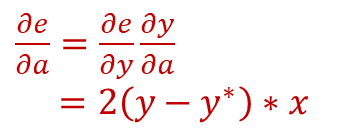 ∂e/∂a = ∂e/∂y ∂y/∂a
= 2(y − y*) * x